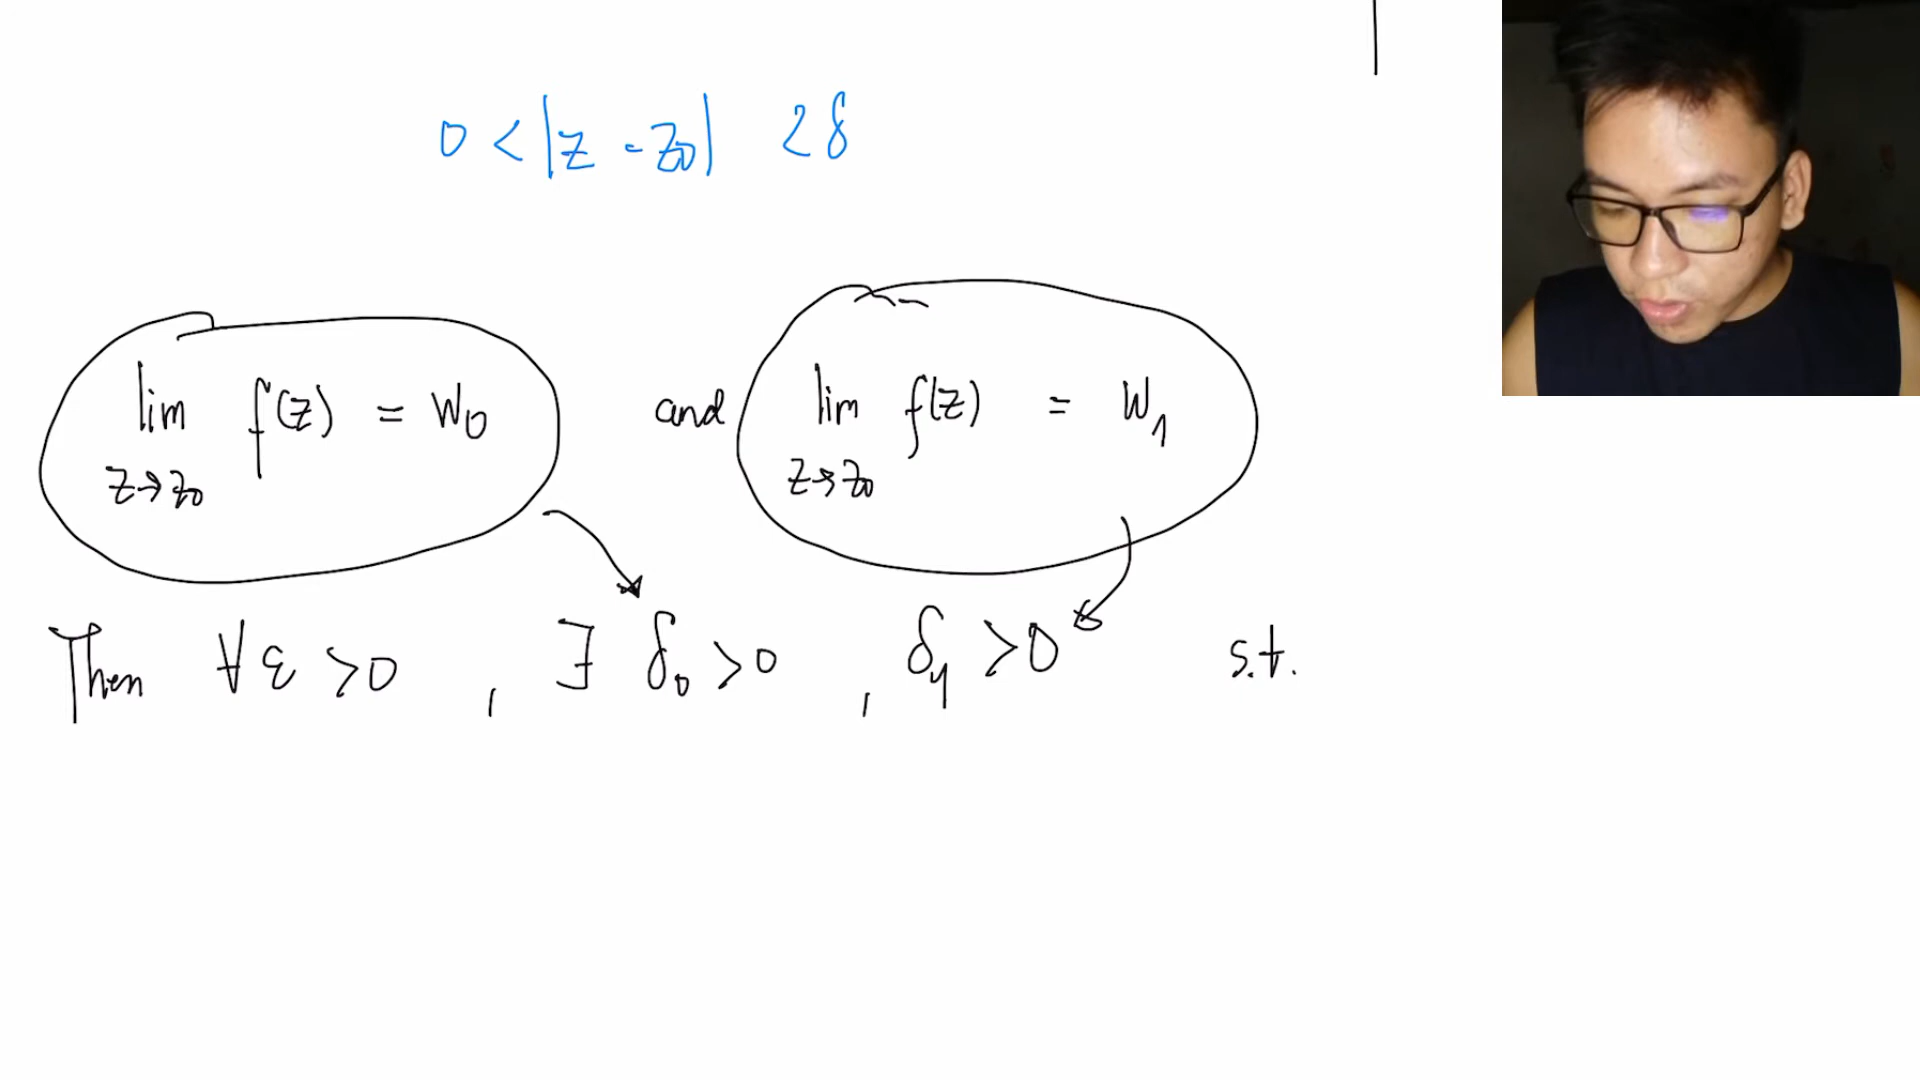 0 < |z - z0| < δ
lim f(z) = w0 and lim f(z) = w1
z→z0 z→z0
Then ∀ε >0 , ∃ δ0 >0 , δ1 >0 s.t.